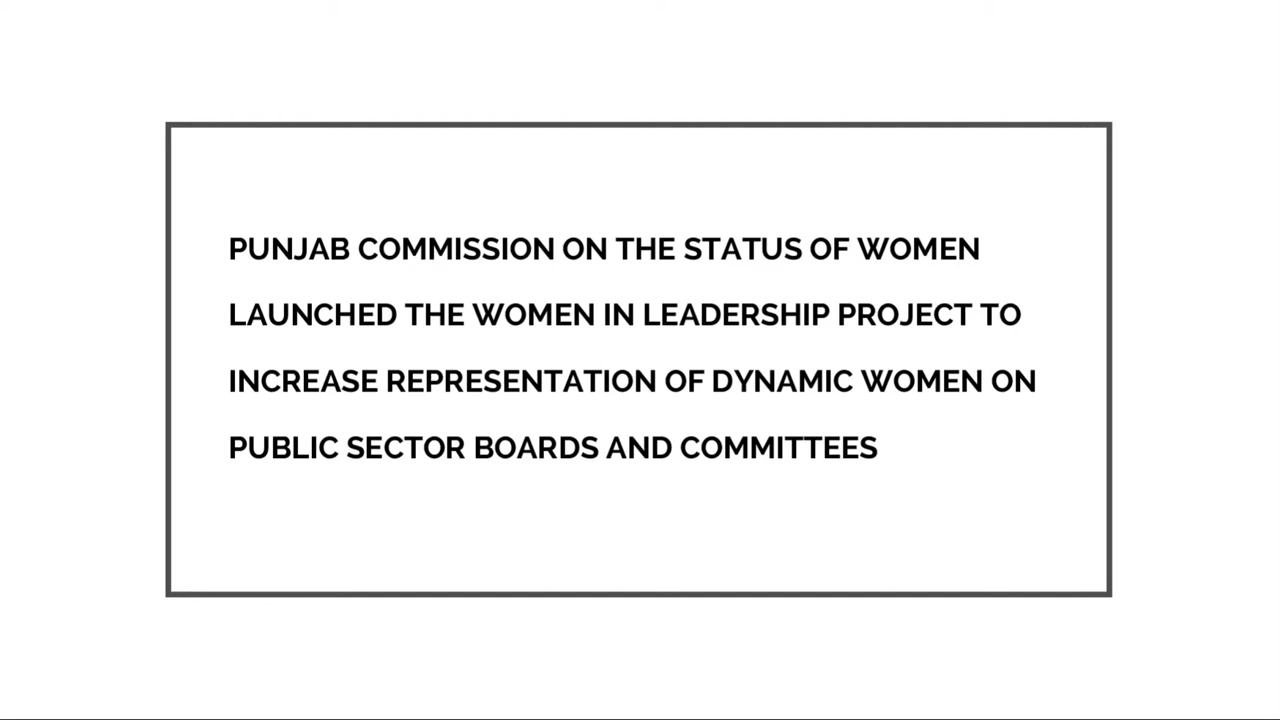 PUNJAB COMMISSION ON THE STATUS OF WOMEN
LAUNCHED THE WOMEN IN LEADERSHIP PROJECT TO
INCREASE REPRESENTATION OF DYNAMIC WOMEN ON
PUBLIC SECTOR BOARDS AND COMMITTEES